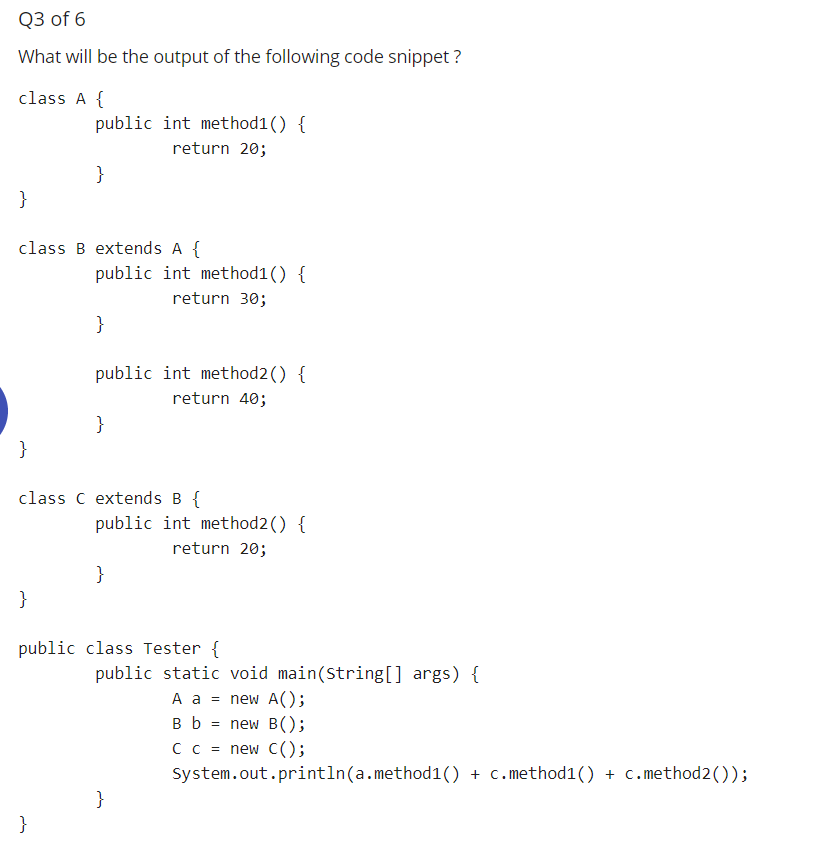 Q3 of 6
What will be the output of the following code snippet ?
class A {
public int method1() {
return 20;
}
}
class B extends A {
public int method1() {
return 30;
}
public int method2() {
return 40;
}
}
class C extends B {
public int method2() {
return 20;
}
}
public class Tester {
public static void main(String[] args) {
A a = new A();
B b = new B();
C c = new C();
System.out.println(a.method1() + c.method1() + c.method2());
}
}